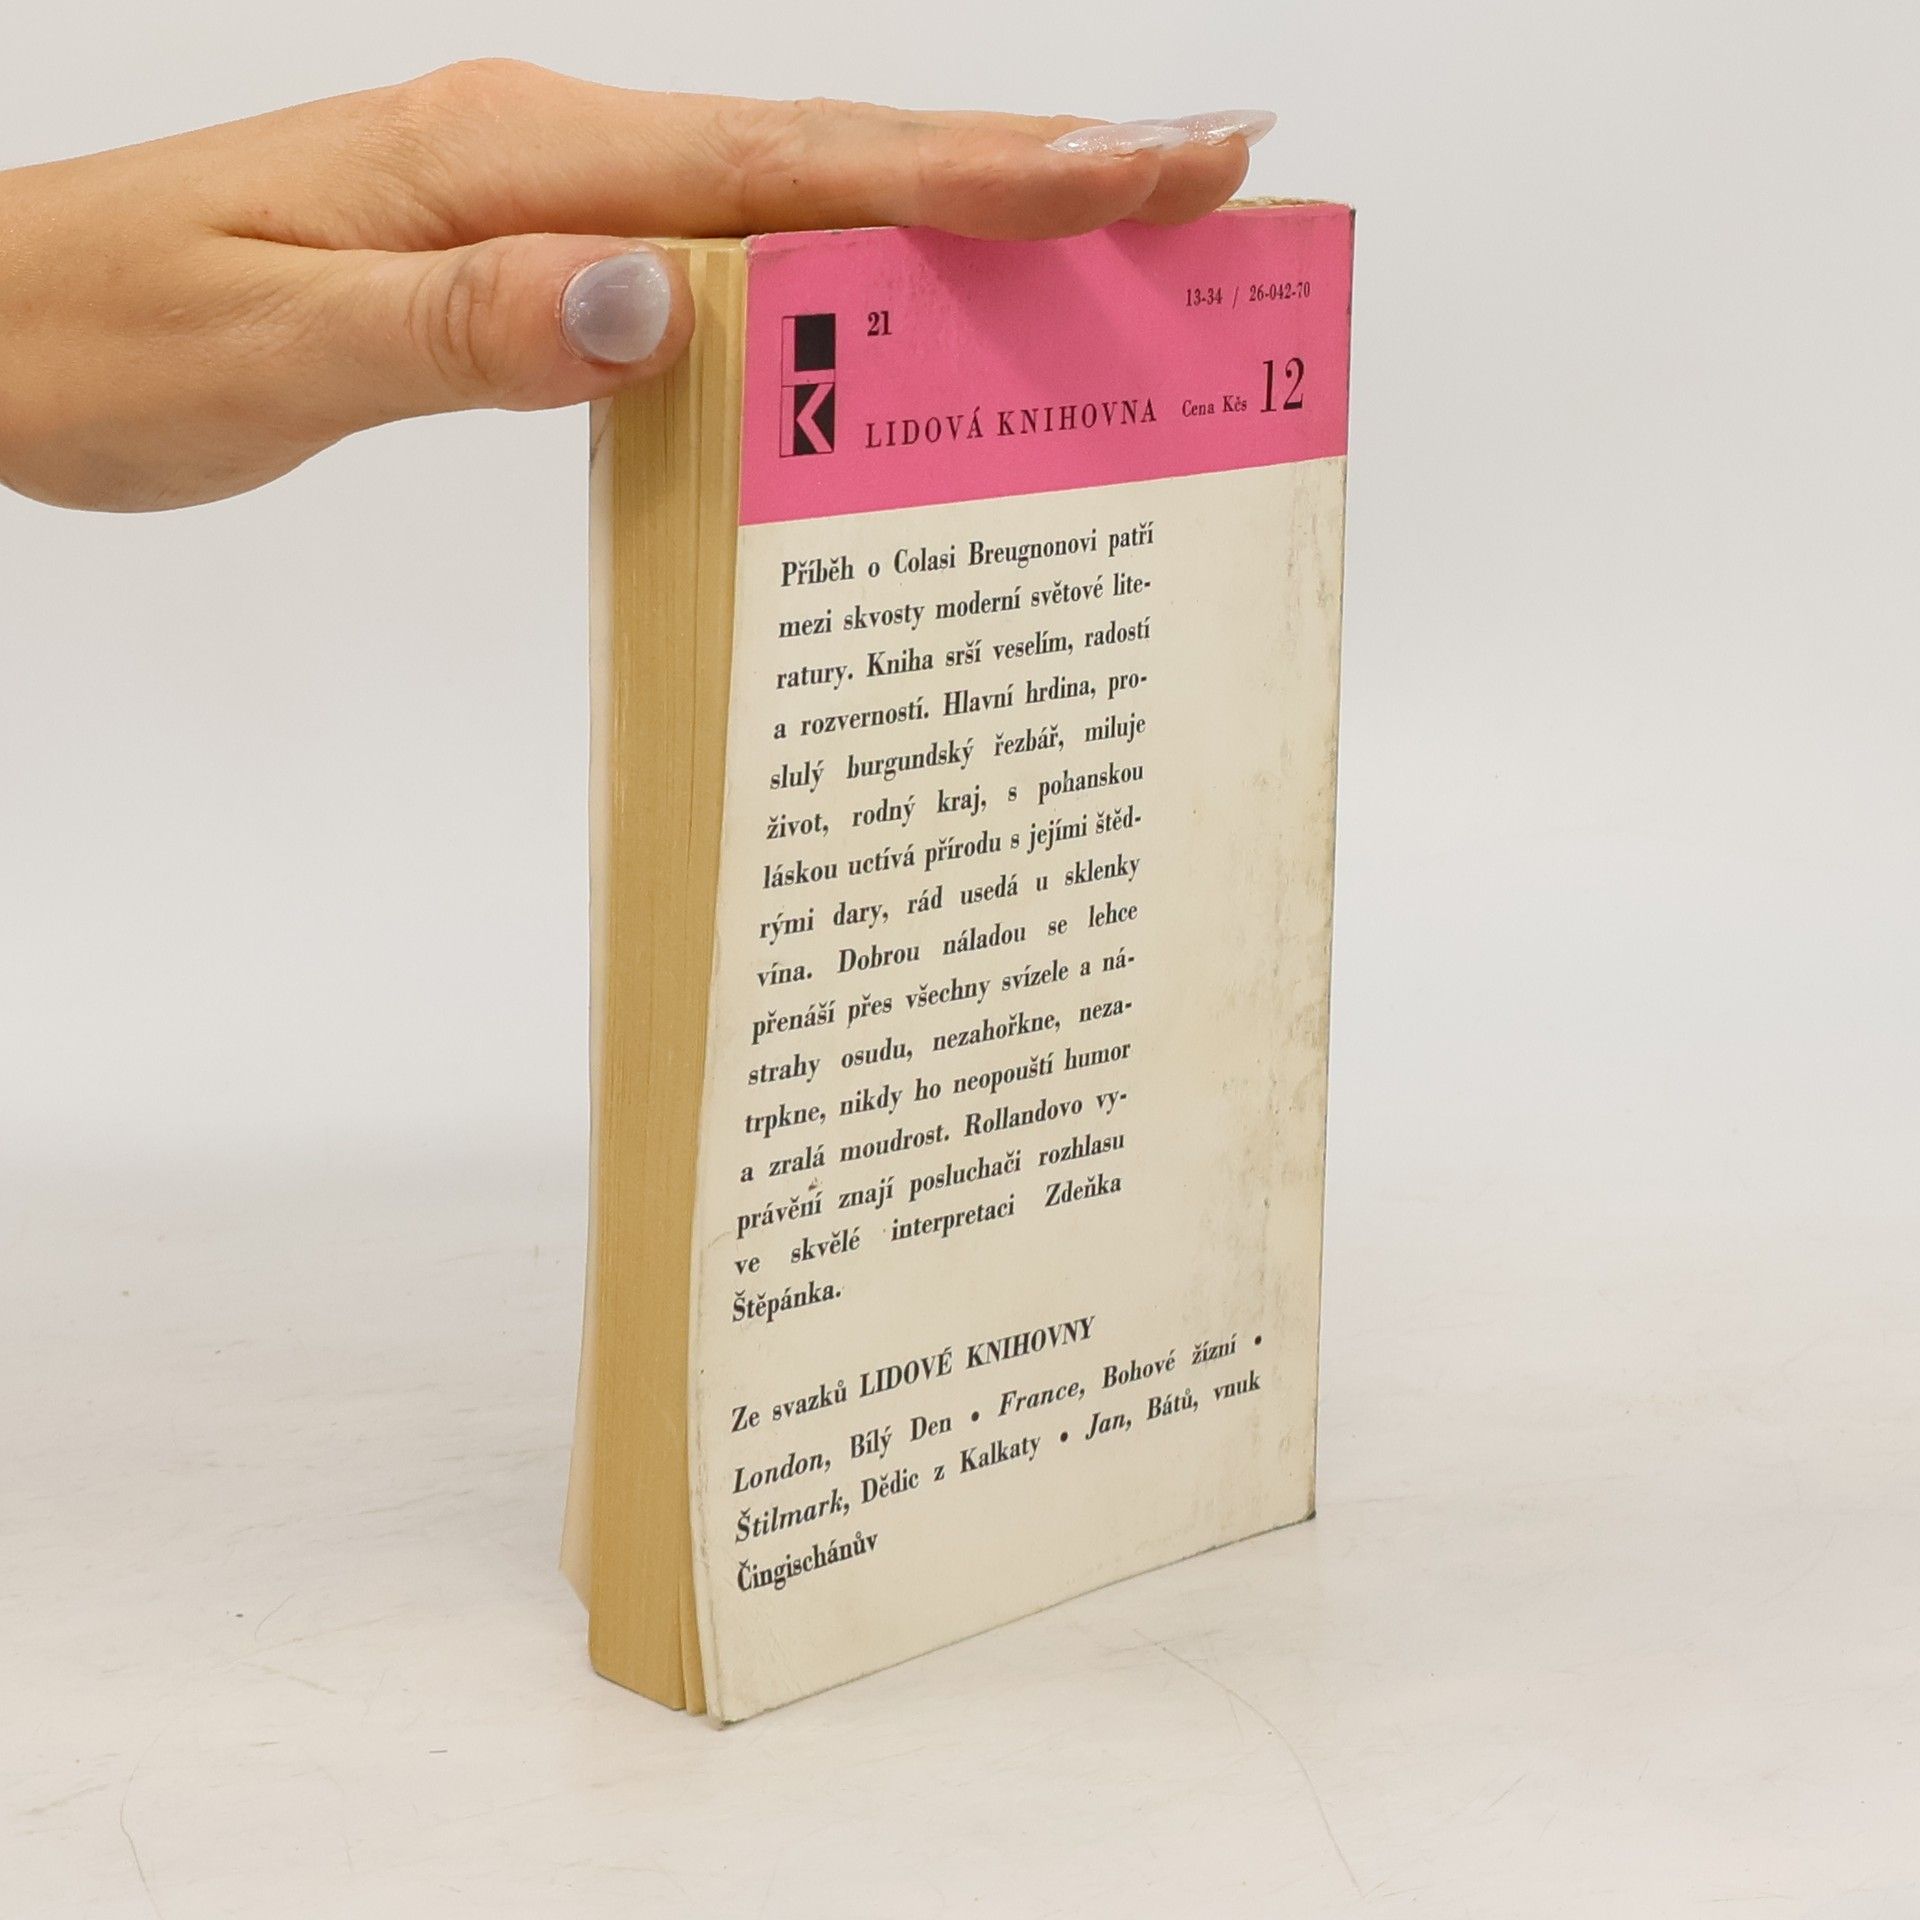 13-34 / 26-042-70
21
K
LIDOVÁ KNIHOVNA Cena Kčs 12
Příběh o Colasi Breugnonovi patří
mezi skvosty moderní světové lite-
ratury. Kniha srší veselím, radostí
a rozverností. Hlavní hrdina, pro-
slulý burgundský řezbář, miluje
život, rodný kraj, s pohanskou
láskou uctívá přírodu s jejími štěd-
rými dary, rád usedá u sklenky
vína. Dobrou náladou se lehce
přenáší přes všechny svízele a ná-
strahy osudu, nezahořkne, neza-
trpkne, nikdy ho neopouští humor
a zralá moudrost. Rollandovo vy-
právění znají posluchači rozhlasu
ve skvělé interpretaci Zdeňka
Štěpánka.
Ze svazků LIDOVÉ KNIHOVNY
London, Bílý Den • France, Bohové žízní •
Štilmark, Dědic z Kalkaty • Jan, Bátů, vnuk
Čingischánův